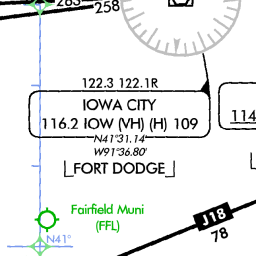 258
122.3 122.1R
IOWA CITY
116.2 IOW (VH) (H) 109
N41°31.14'
W91°36.80'
FORT DODGE
114
Fairfield Muni
(FFL)
J18
78
N41°